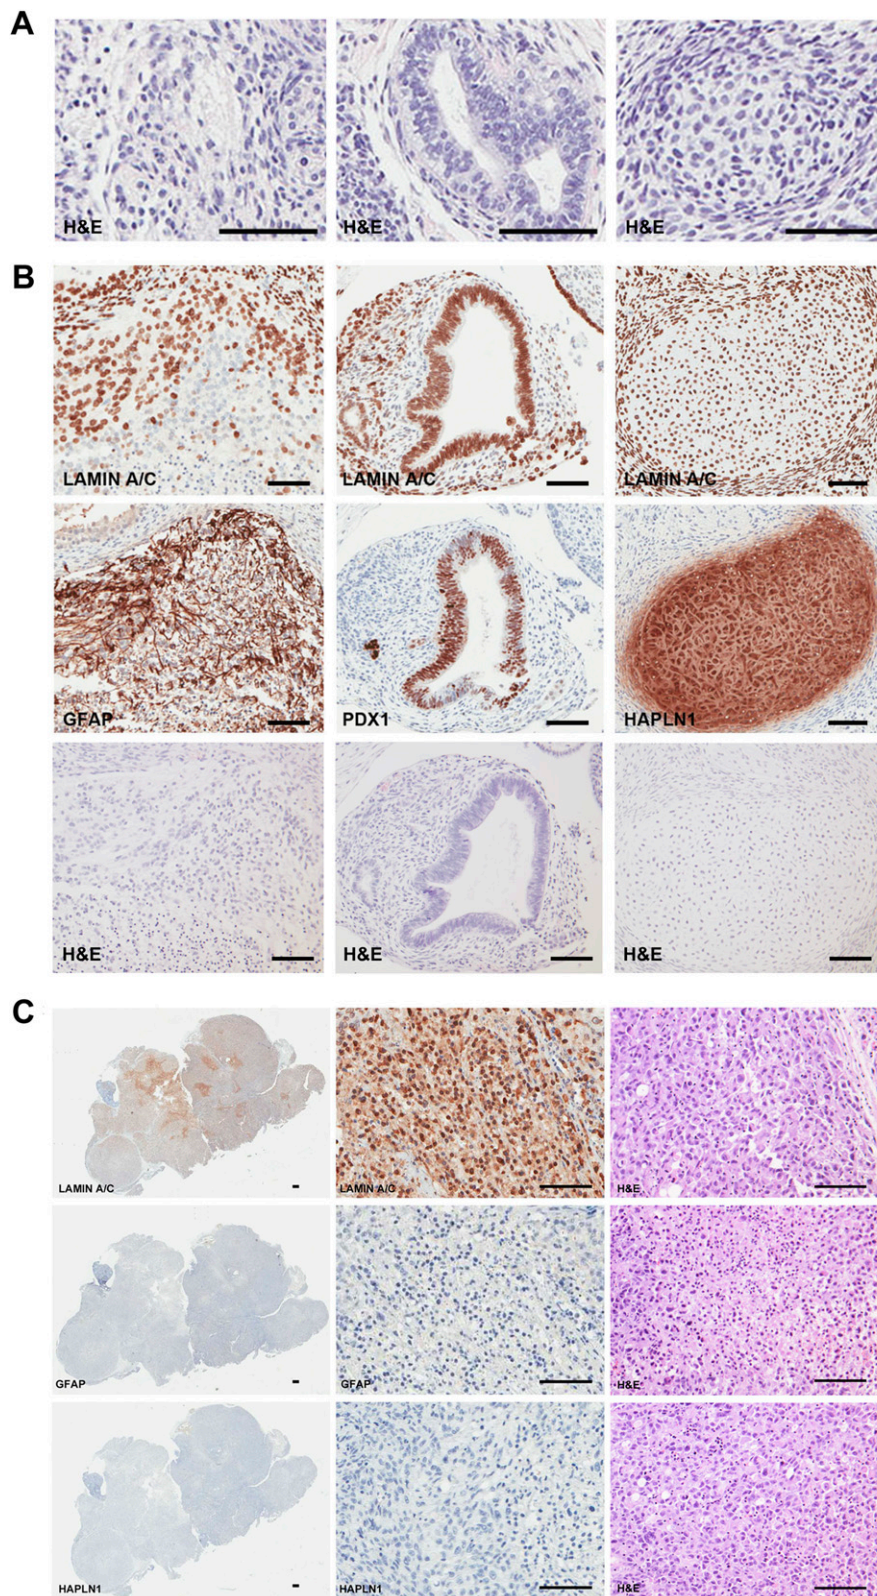 A
H&E H&E H&E
B
LAMIN A/C LAMIN A/C LAMIN A/C
GFAP PDX1 HAPLN1
H&E H&E H&E
C
LAMIN A/C LAMIN A/C H&E
GFAP GFAP H&E
HAPLN1 HAPLN1 H&E